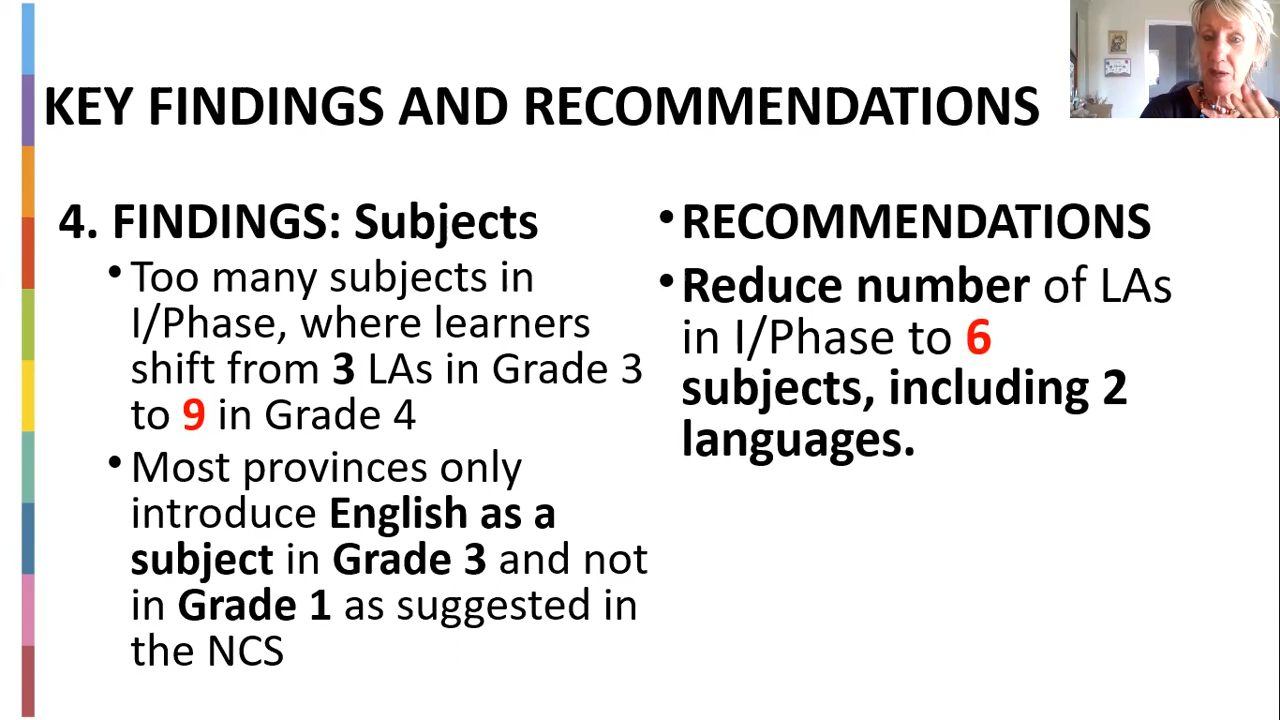 KEY FINDINGS AND RECOMMENDATIONS
4. FINDINGS: Subjects
• Too many subjects in
I/Phase, where learners
shift from 3 LAs in Grade 3
to 9 in Grade 4
• Most provinces only
introduce English as a
subject in Grade 3 and not
in Grade 1 as suggested in
the NCS
• RECOMMENDATIONS
• Reduce number of LAs
in I/Phase to 6
subjects, including 2
languages.